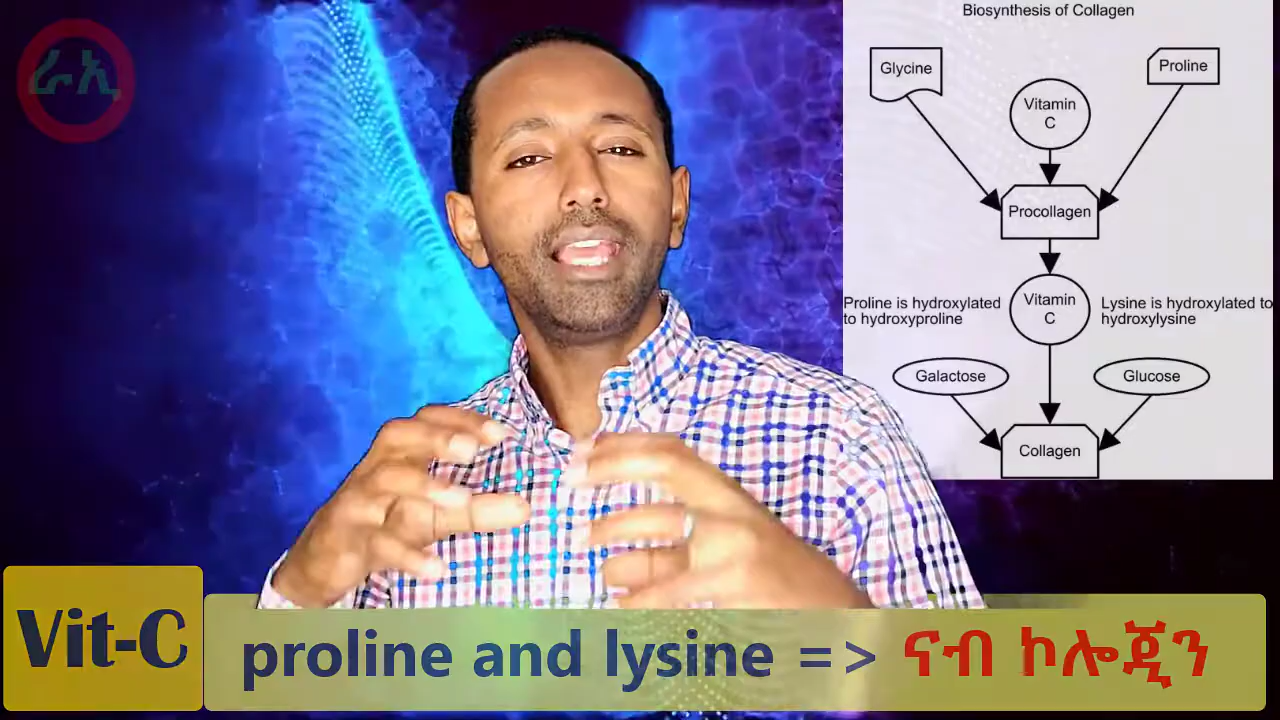 ራኢ
Biosynthesis of Collagen
Glycine
Proline
Vitamin
C
Procollagen
Proline is hydroxylated
to hydroxyproline
Vitamin
C
Lysine is hydroxylated to
hydroxylysine
Galactose
Glucose
Collagen
Vit-C
proline and lysine => ናብ ኮሎጂን